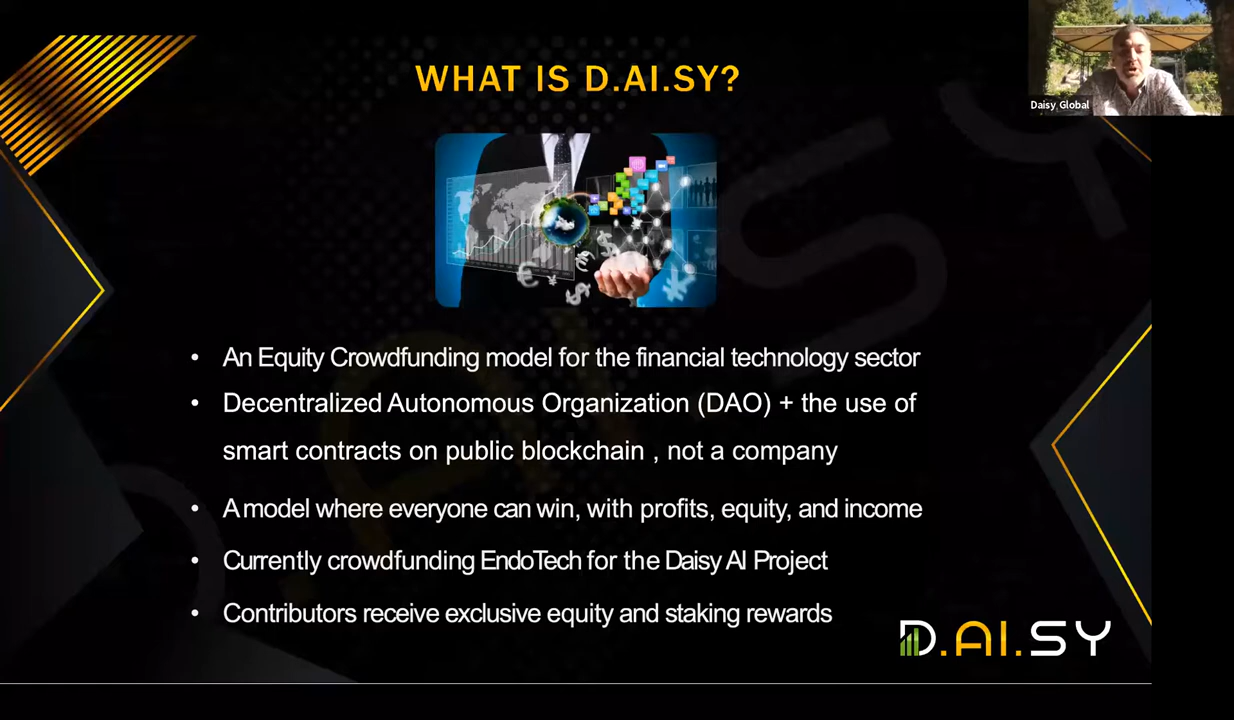 WHAT IS D.AI.SY?
Daisy Global
• An Equity Crowdfunding model for the financial technology sector
• Decentralized Autonomous Organization (DAO) + the use of
smart contracts on public blockchain , not a company
• A model where everyone can win, with profits, equity, and income
• Currently crowdfunding EndoTech for the Daisy AI Project
• Contributors receive exclusive equity and staking rewards
D.AI.SY